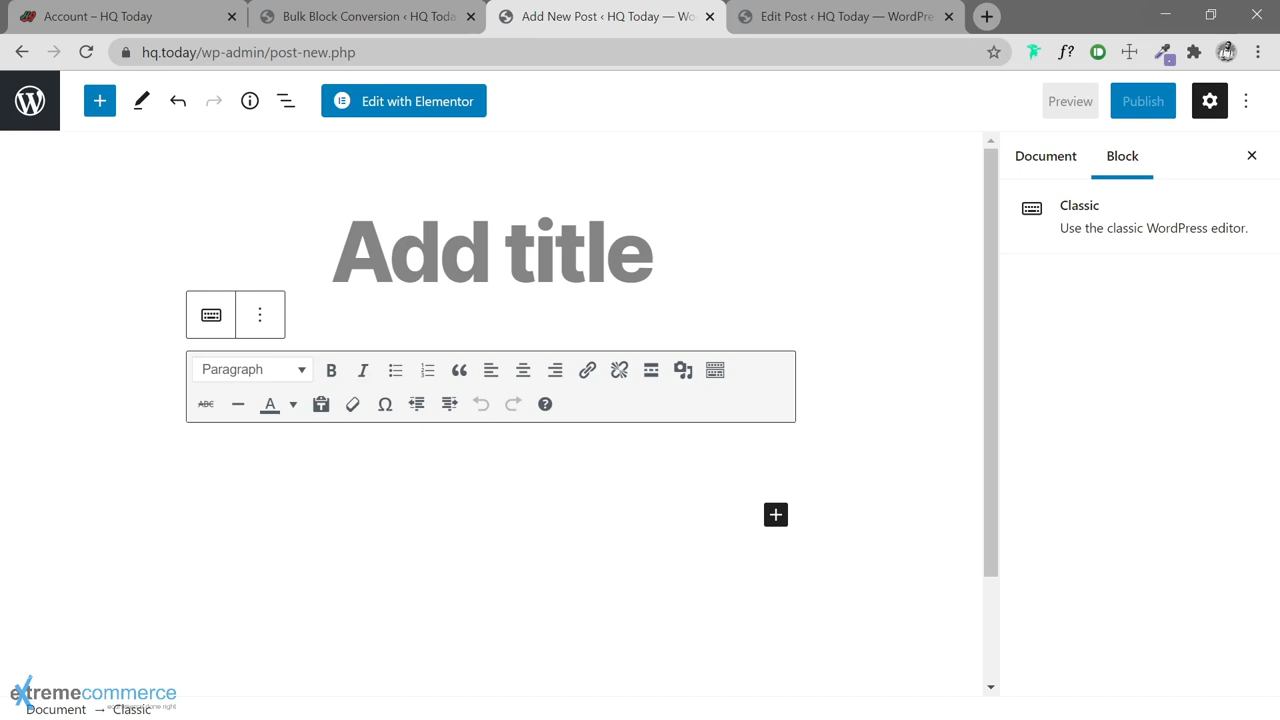 Account – HQ Today
Bulk Block Conversion ‹ HQ Toda
Add New Post ‹ HQ Today — Wo
Edit Post ‹ HQ Today — WordPre
hq.today/wp-admin/post-new.php
f?
Edit with Elementor
Preview
Publish
Document
Block
Classic
Use the classic WordPress editor.
Add title
Paragraph
B
I
ABC
A
Ω
extremecommerce
Document → Classic